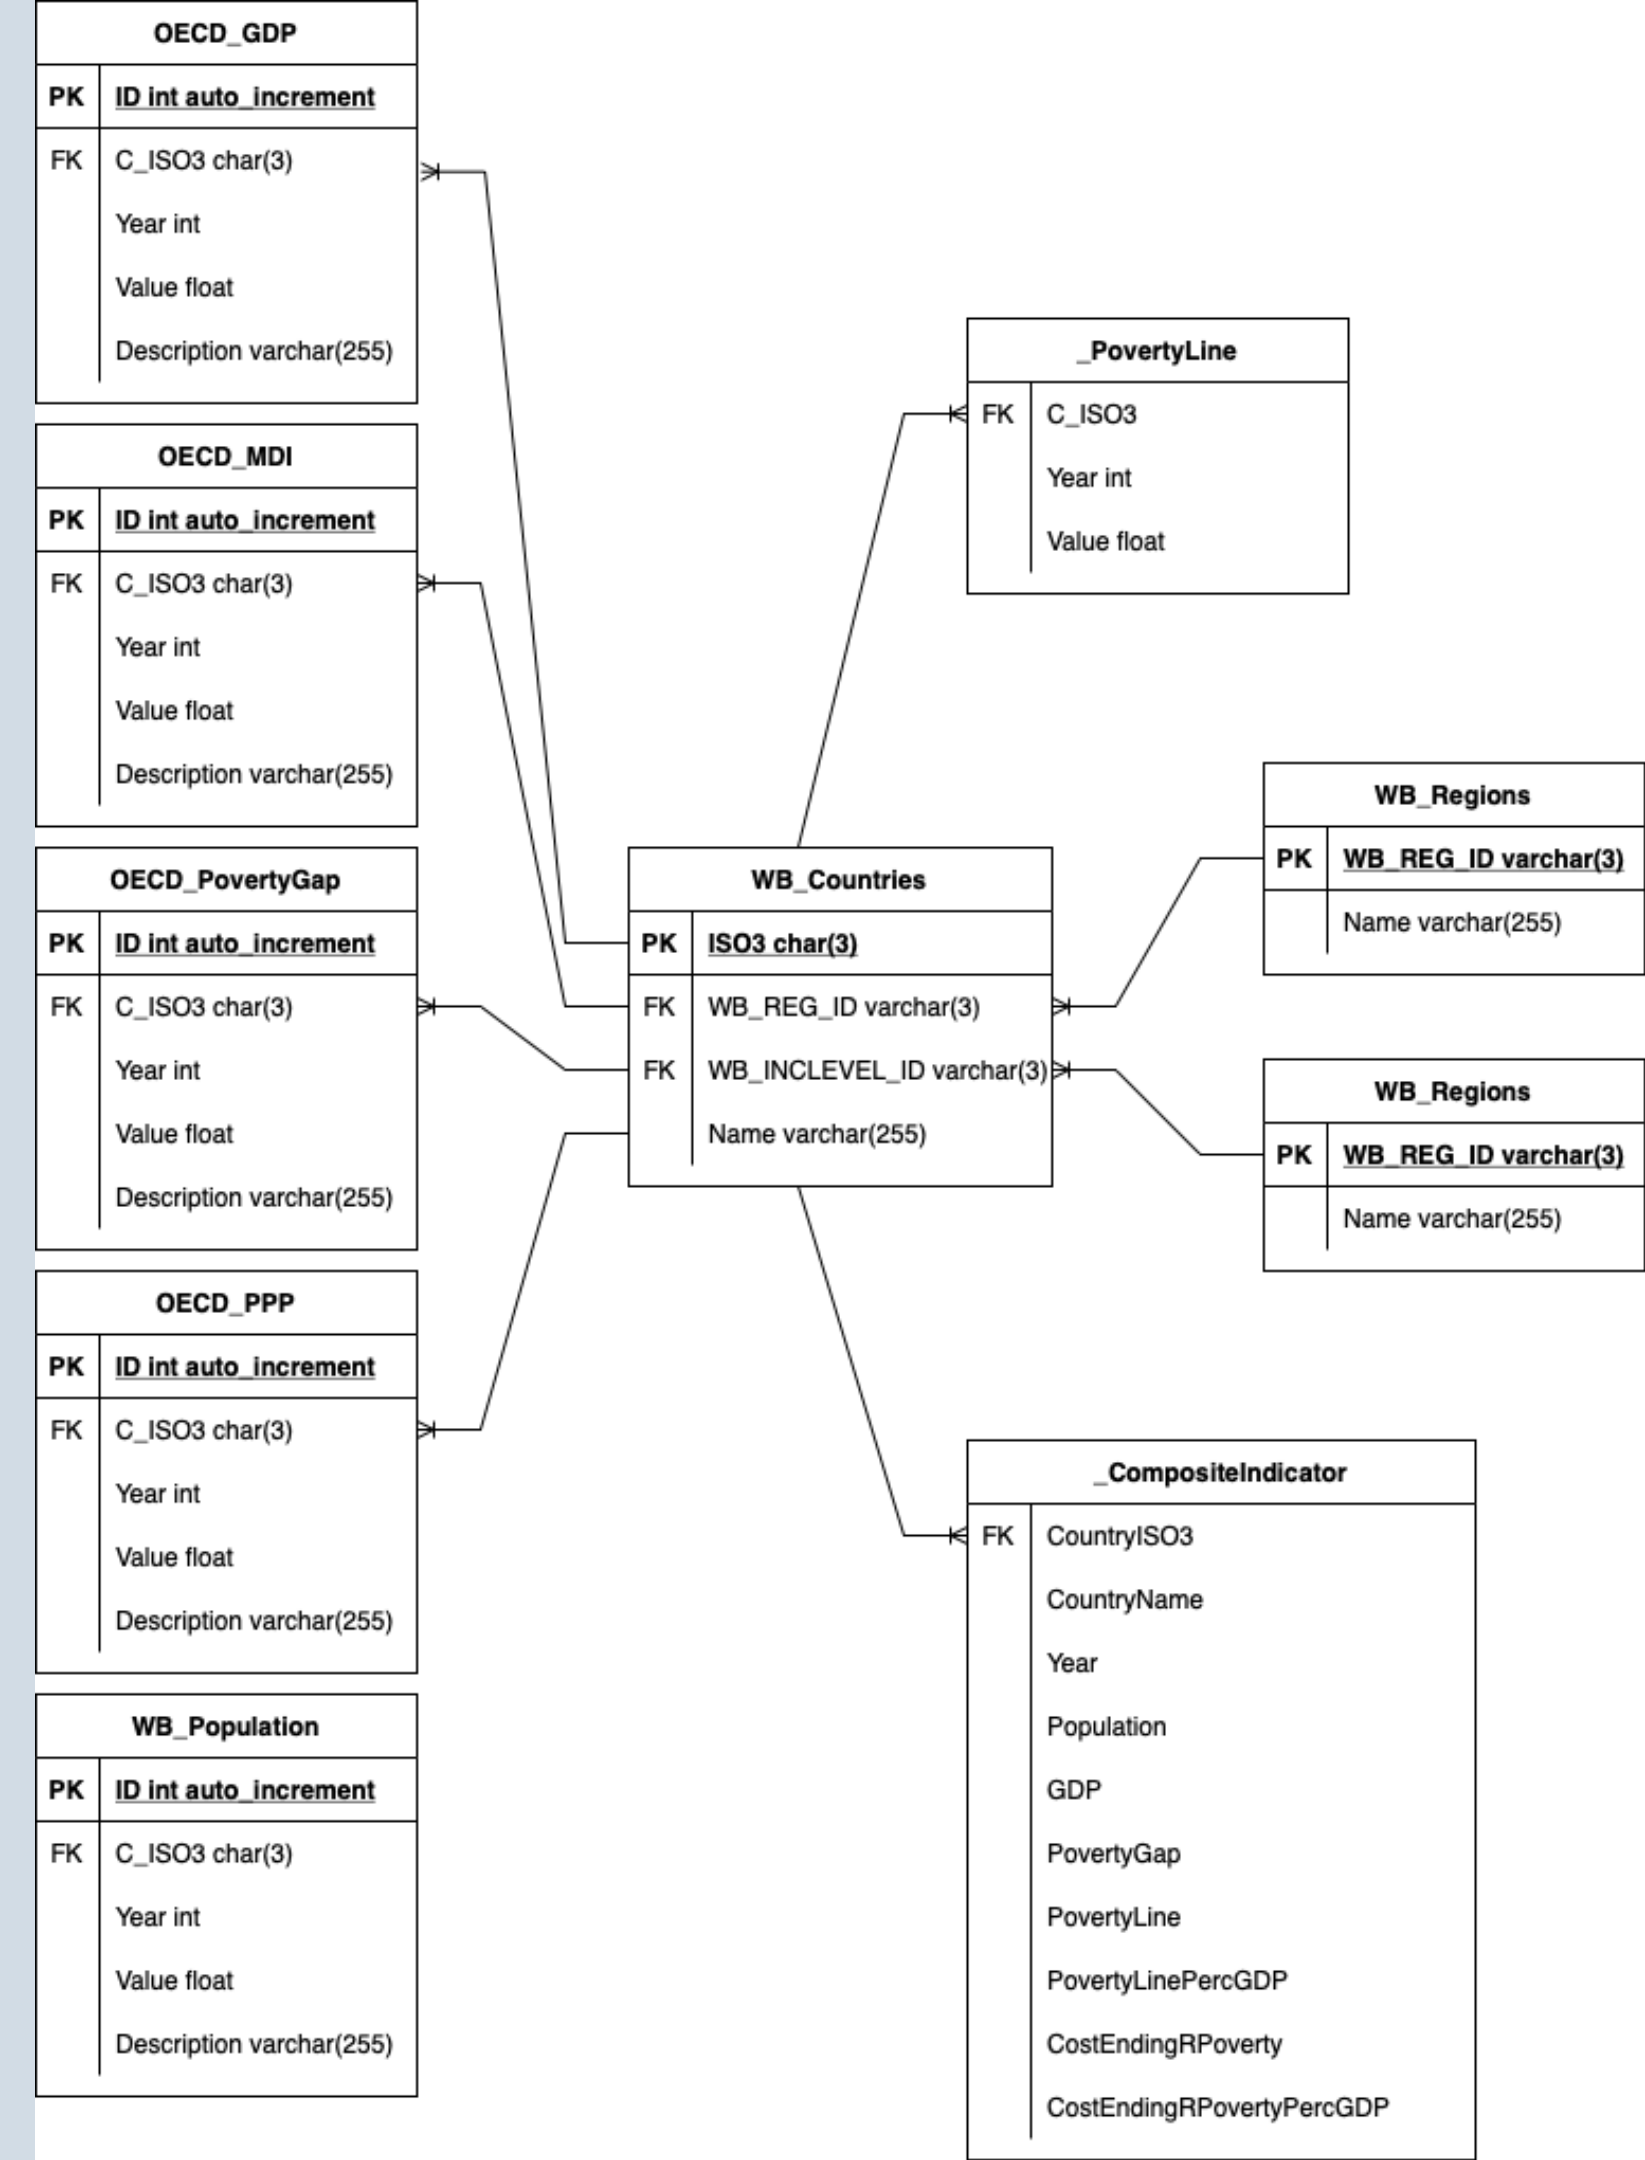 OECD_GDP
PK ID int auto_increment
FK C_ISO3 char(3)
Year int
Value float
Description varchar(255)
OECD_MDI
PK ID int auto_increment
FK C_ISO3 char(3)
Year int
Value float
Description varchar(255)
OECD_PovertyGap
PK ID int auto_increment
FK C_ISO3 char(3)
Year int
Value float
Description varchar(255)
OECD_PPP
PK ID int auto_increment
FK C_ISO3 char(3)
Year int
Value float
Description varchar(255)
WB_Population
PK ID int auto_increment
FK C_ISO3 char(3)
Year int
Value float
Description varchar(255)
WB_Countries
PK ISO3 char(3)
FK WB_REG_ID varchar(3)
FK WB_INCLEVEL_ID varchar(3)
Name varchar(255)
_PovertyLine
FK C_ISO3
Year int
Value float
WB_Regions
PK WB_REG_ID varchar(3)
Name varchar(255)
WB_Regions
PK WB_REG_ID varchar(3)
Name varchar(255)
_CompositeIndicator
FK CountryISO3
CountryName
Year
Population
GDP
PovertyGap
PovertyLine
PovertyLinePercGDP
CostEndingRPoverty
CostEndingRPovertyPercGDP